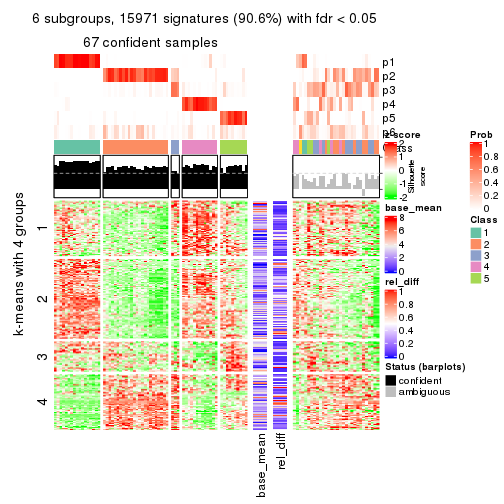 6 subgroups, 15971 signatures (90.6%) with fdr < 0.05
67 confident samples
p1
p2
p3
p4
p5
p6
Class
Silhouette
score
k-means with 4 groups
1
2
3
4
base_mean
rel_diff
z-score
2
1
0
-1
-2
base_mean
8
6
4
2
0
rel_diff
1
0.8
0.6
0.4
0.2
0
Status (barplots)
confident
ambiguous
Prob
1
0.8
0.6
0.4
0.2
0
Class
1
2
3
4
5